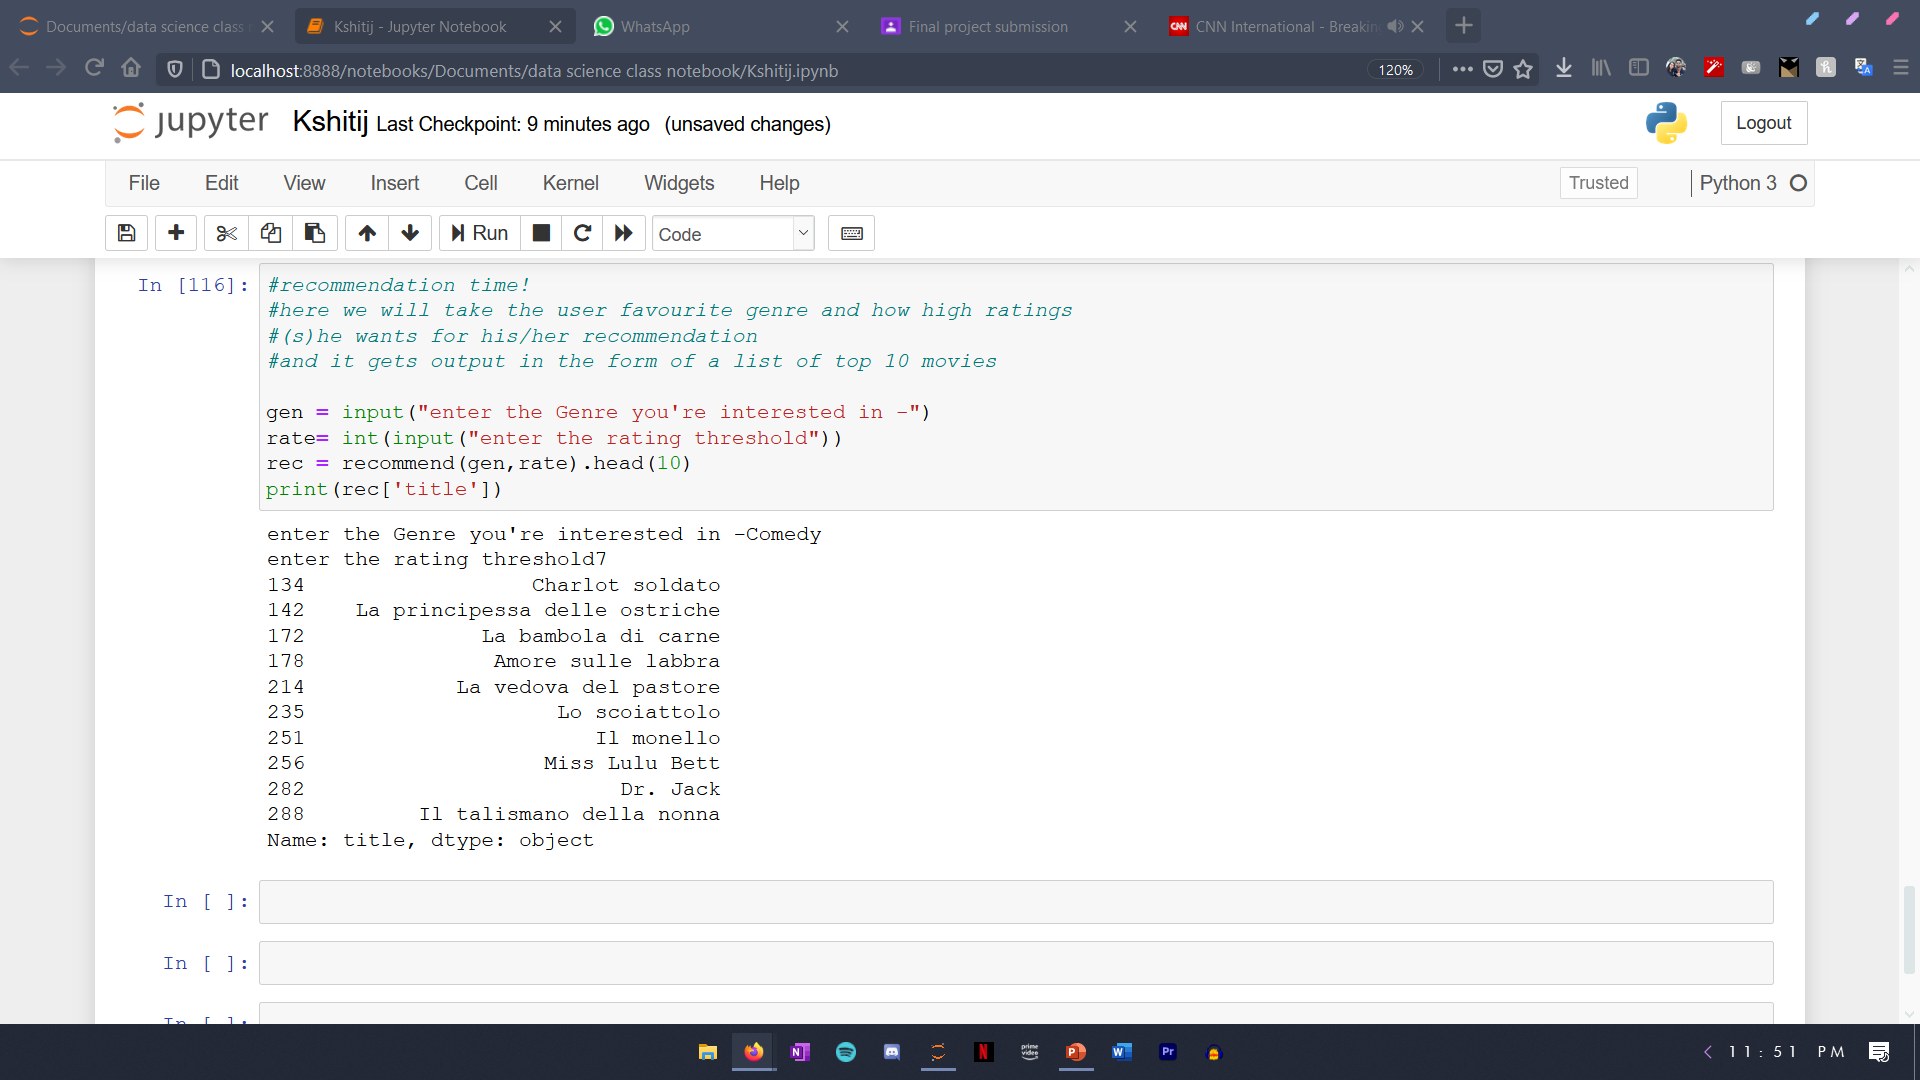 Documents/data science class
Kshitij - Jupyter Notebook
WhatsApp
Final project submission
CNN
CNN International - Breakin
localhost:8888/notebooks/Documents/data science class notebook/Kshitij.ipynb
120%
jupyter
Kshitij Last Checkpoint: 9 minutes ago (unsaved changes)
Logout
File Edit View Insert Cell Kernel Widgets Help
Trusted
Python 3
Run
Code
In [116]:
#recommendation time!
#here we will take the user favourite genre and how high ratings
#(s)he wants for his/her recommendation
#and it gets output in the form of a list of top 10 movies
gen = input("enter the Genre you're interested in -")
rate= int(input("enter the rating threshold"))
rec = recommend(gen,rate).head(10)
print(rec['title'])
enter the Genre you're interested in -Comedy
enter the rating threshold7
134 Charlot soldato
142 La principessa delle ostriche
172 La bambola di carne
178 Amore sulle labbra
214 La vedova del pastore
235 Lo scoiattolo
251 Il monello
256 Miss Lulu Bett
282 Dr. Jack
288 Il talismano della nonna
Name: title, dtype: object
In [ ]:
In [ ]:
In [ ]:
N
N
prime video
P
W
Pr
11:51 PM